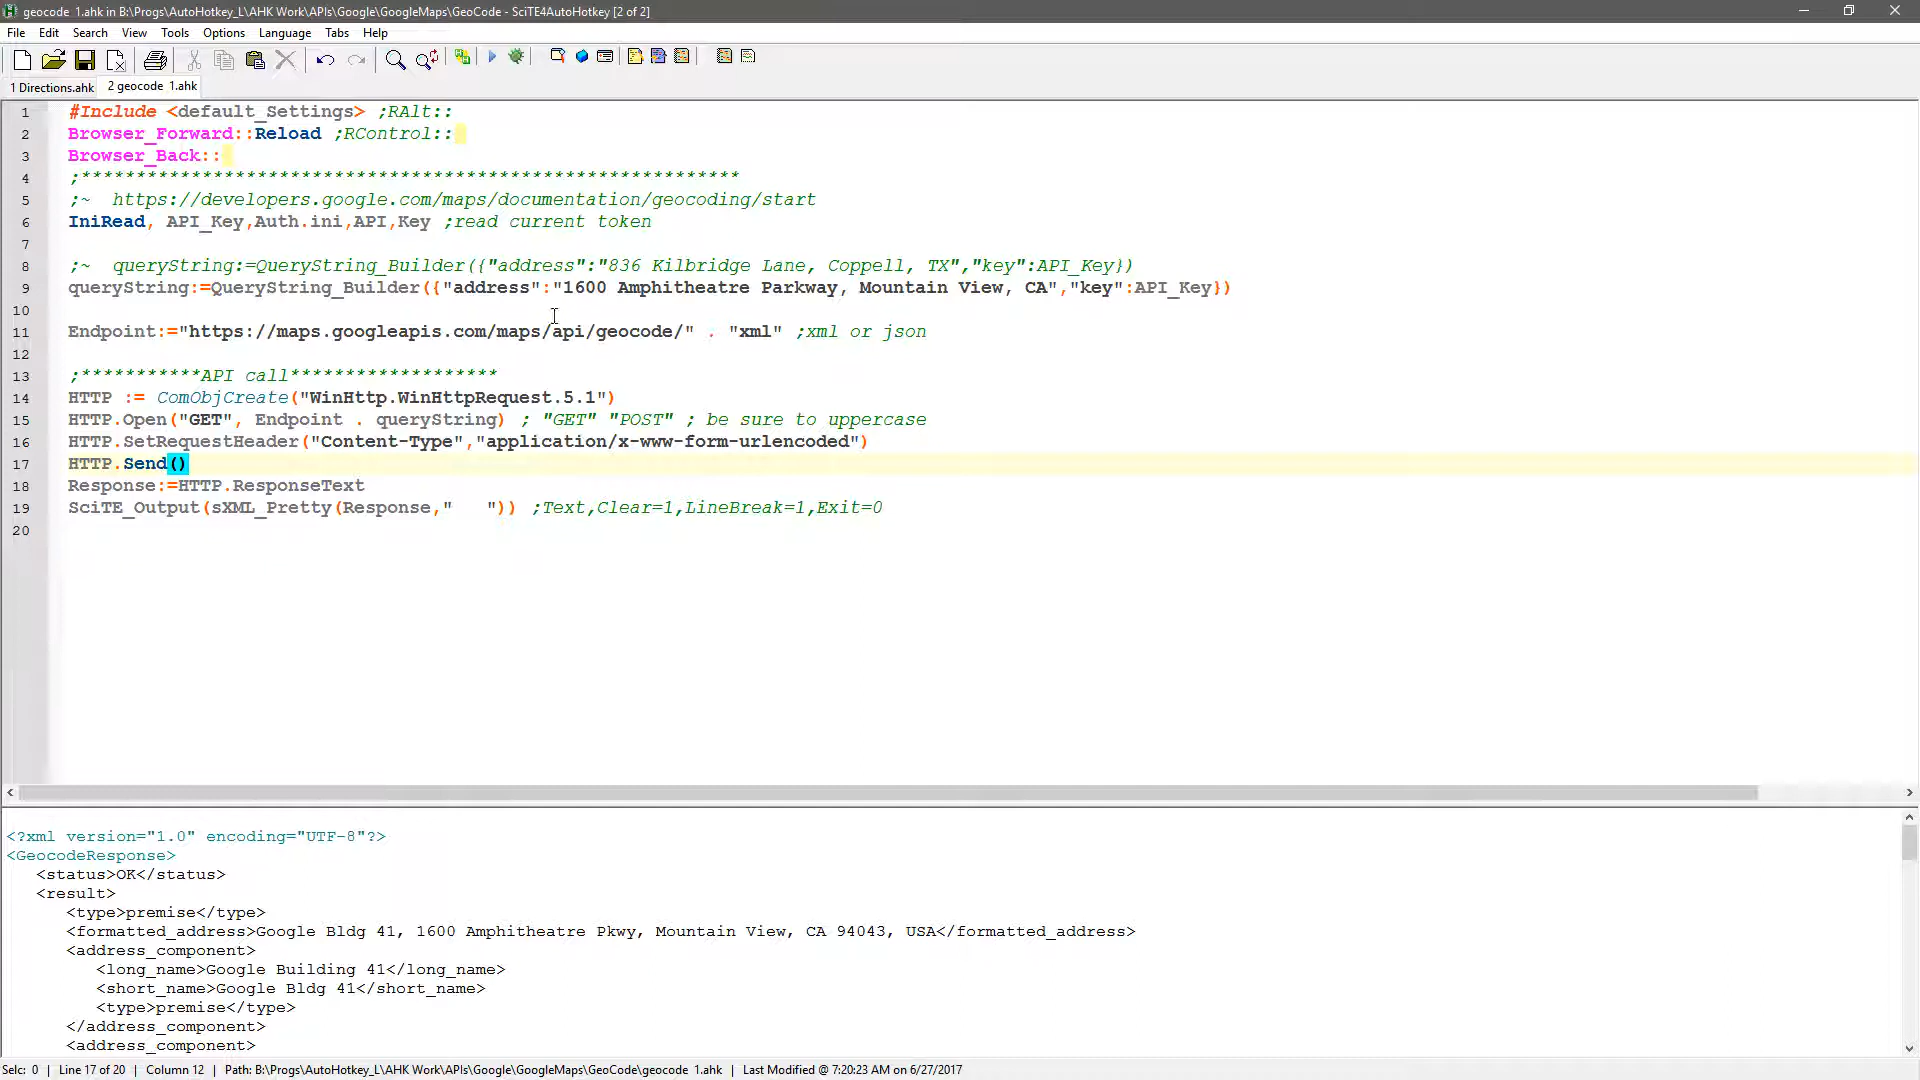 geocode 1.ahk in B:\Progs\AutoHotkey_L\AHK Work\APIs\Google\GoogleMaps\GeoCode - SciTE4AutoHotkey [2 of 2]
File Edit Search View Tools Options Language Tabs Help
1 Directions.ahk 2 geocode 1.ahk
1 #Include <default_Settings> ;RAlt::
2 Browser_Forward::Reload ;RControl::
3 Browser_Back::
4 ;************************************************************
5 ;~  https://developers.google.com/maps/documentation/geocoding/start
6 IniRead, API_Key,Auth.ini,API,Key ;read current token
7
8 ;~  queryString:=QueryString_Builder({"address":"836 Kilbridge Lane, Coppell, TX","key":API_Key})
9 queryString:=QueryString_Builder({"address":"1600 Amphitheatre Parkway, Mountain View, CA","key":API_Key})
10
11 Endpoint:="https://maps.googleapis.com/maps/api/geocode/" . "xml" ;xml or json
12
13 ;***********API call*******************
14 HTTP := ComObjCreate("WinHttp.WinHttpRequest.5.1")
15 HTTP.Open("GET", Endpoint . queryString) ; "GET" "POST" ; be sure to uppercase
16 HTTP.SetRequestHeader("Content-Type","application/x-www-form-urlencoded")
17 HTTP.Send()
18 Response:=HTTP.ResponseText
19 SciTE_Output(sXML_Pretty(Response,"   ")) ;Text,Clear=1,LineBreak=1,Exit=0
20
<?xml version="1.0" encoding="UTF-8"?>
<GeocodeResponse>
<status>OK</status>
<result>
<type>premise</type>
<formatted_address>Google Bldg 41, 1600 Amphitheatre Pkwy, Mountain View, CA 94043, USA</formatted_address>
<address_component>
<long_name>Google Building 41</long_name>
<short_name>Google Bldg 41</short_name>
<type>premise</type>
</address_component>
<address_component>
Selc: 0 | Line 17 of 20 | Column 12 | Path: B:\Progs\AutoHotkey_L\AHK Work\APIs\Google\GoogleMaps\GeoCode\geocode 1.ahk | Last Modified @ 7:20:23 AM on 6/27/2017